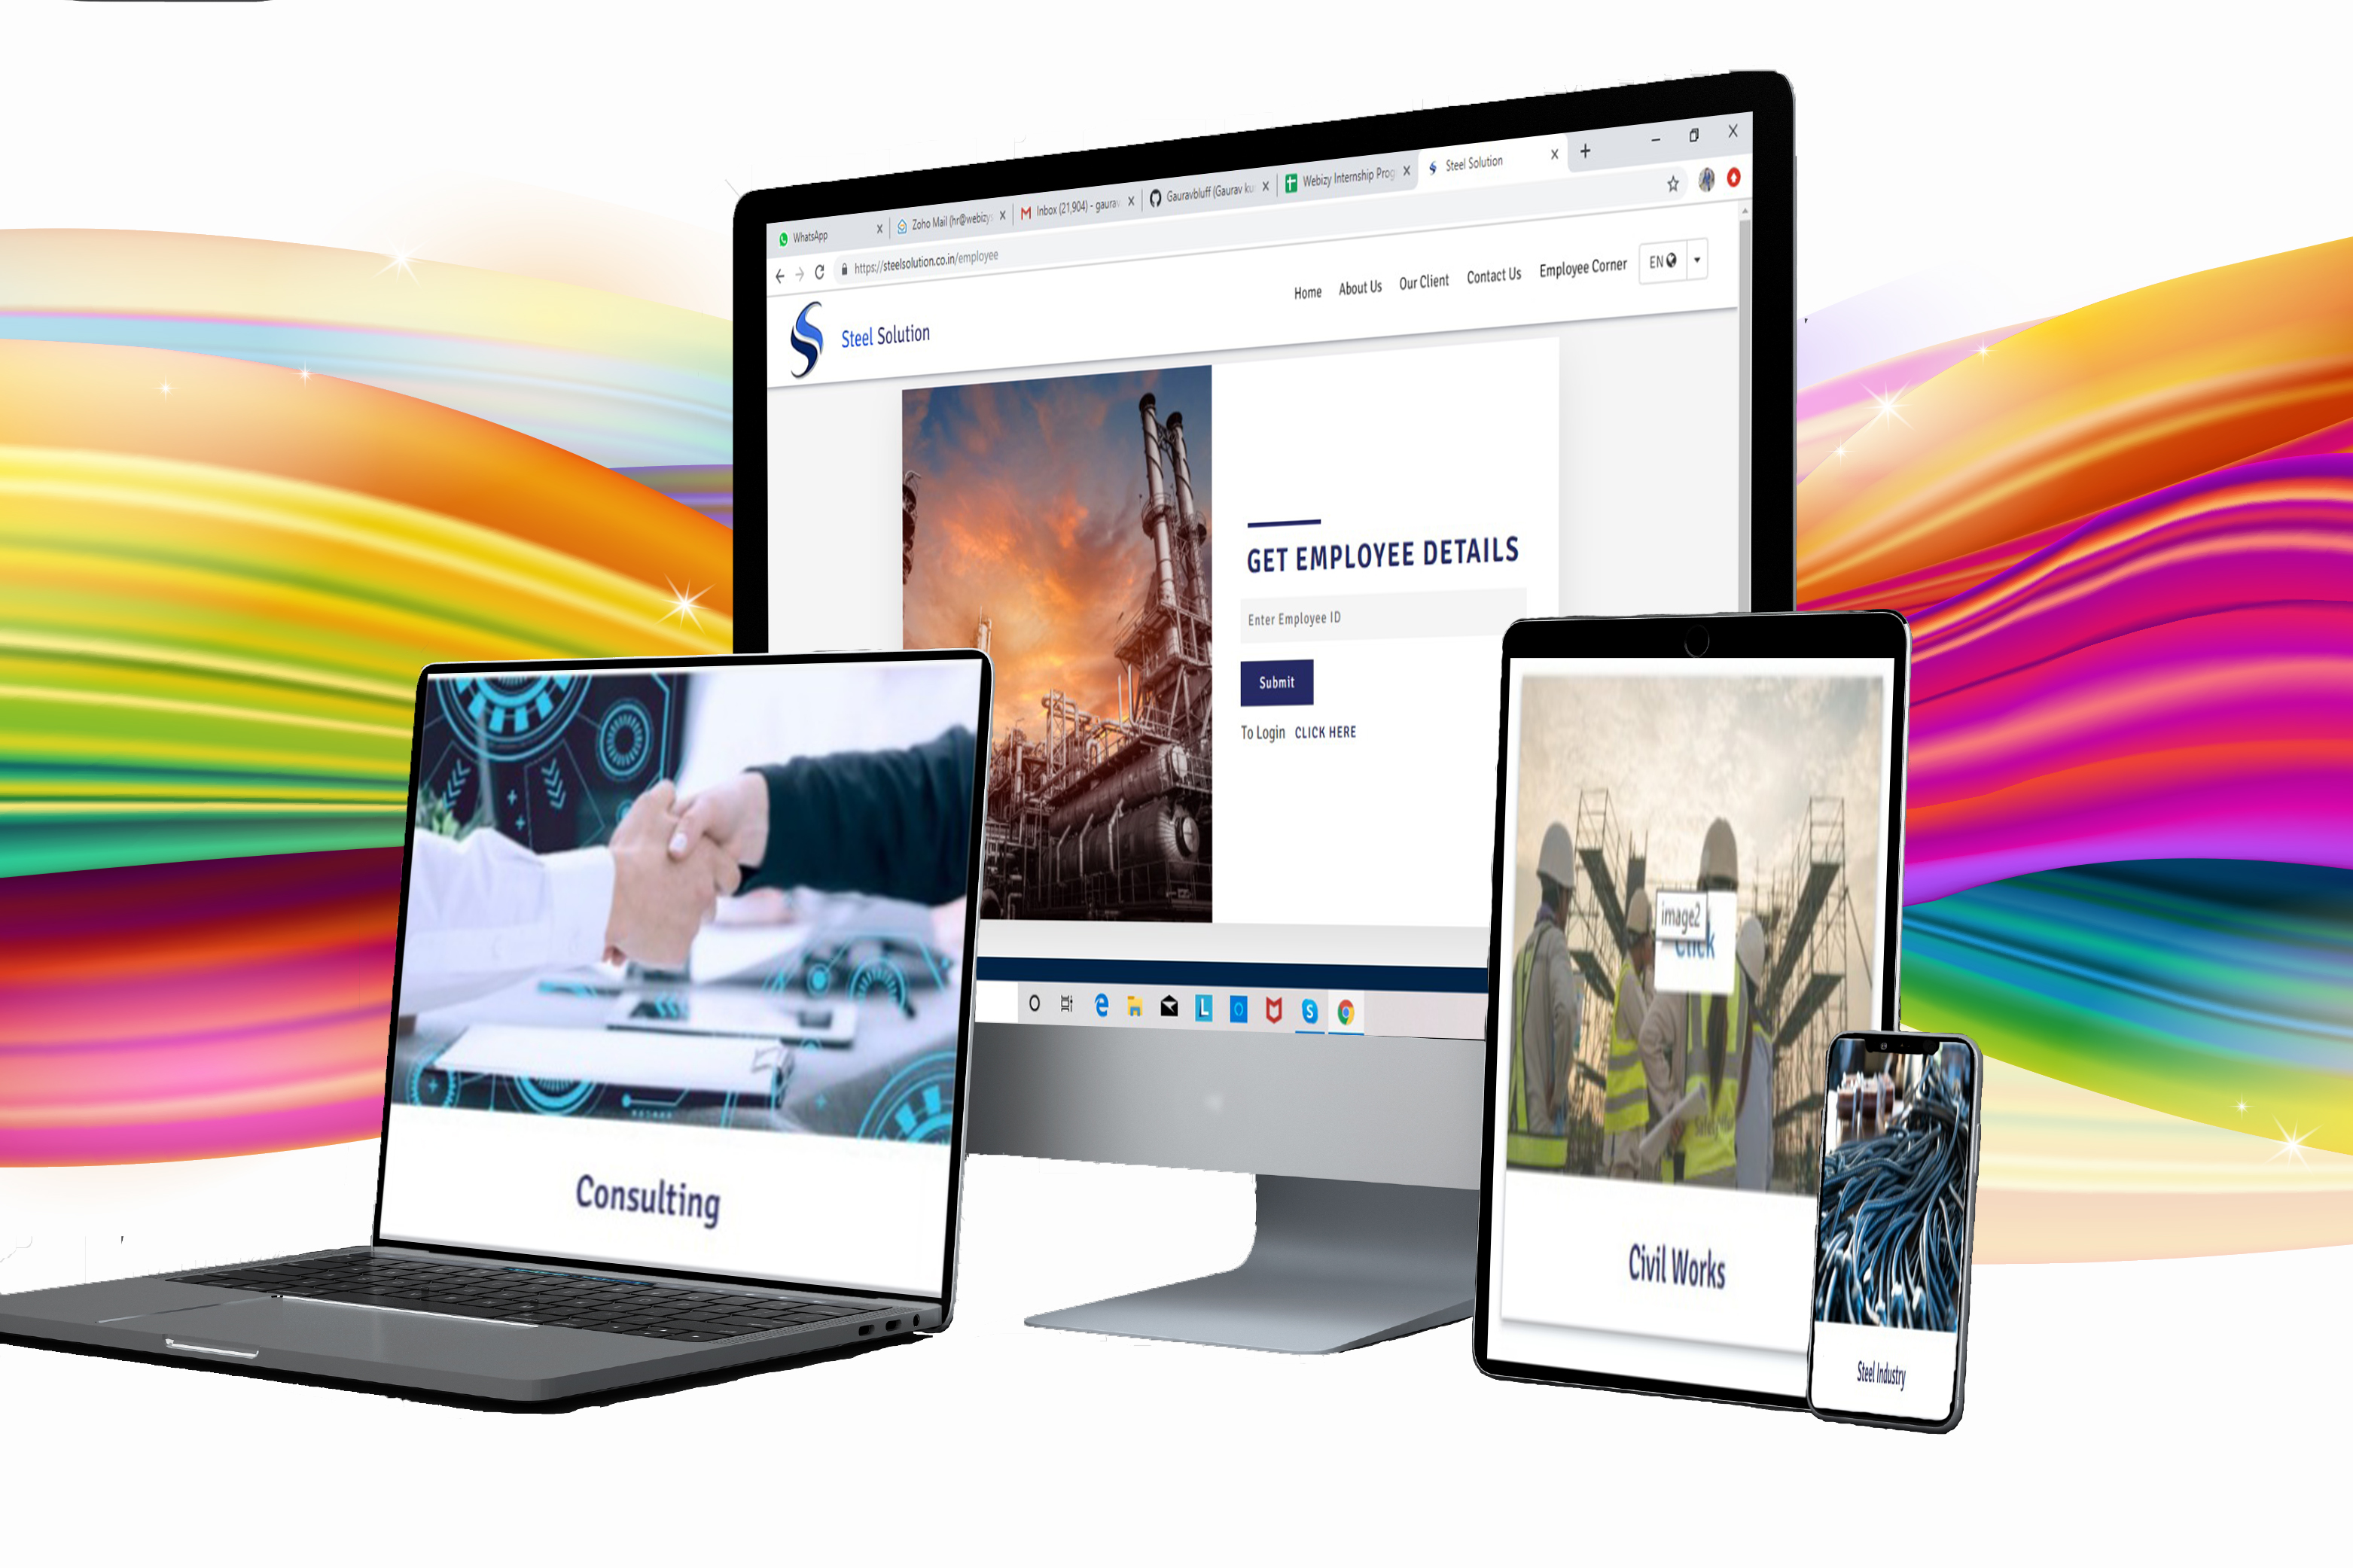 WhatsApp
Zoho Mail (hr@webizys
Inbox (21,904) - gaurav
Gauravbluff (Gaurav ku
Webizy Internship Prog
Steel Solution
https://steelsolution.co.in/employee
Steel Solution
Home
About Us
Our Client
Contact Us
Employee Corner
EN
GET EMPLOYEE DETAILS
Enter Employee ID
Submit
To Login CLICK HERE
Consulting
image2
Click
Civil Works
Steel Industry